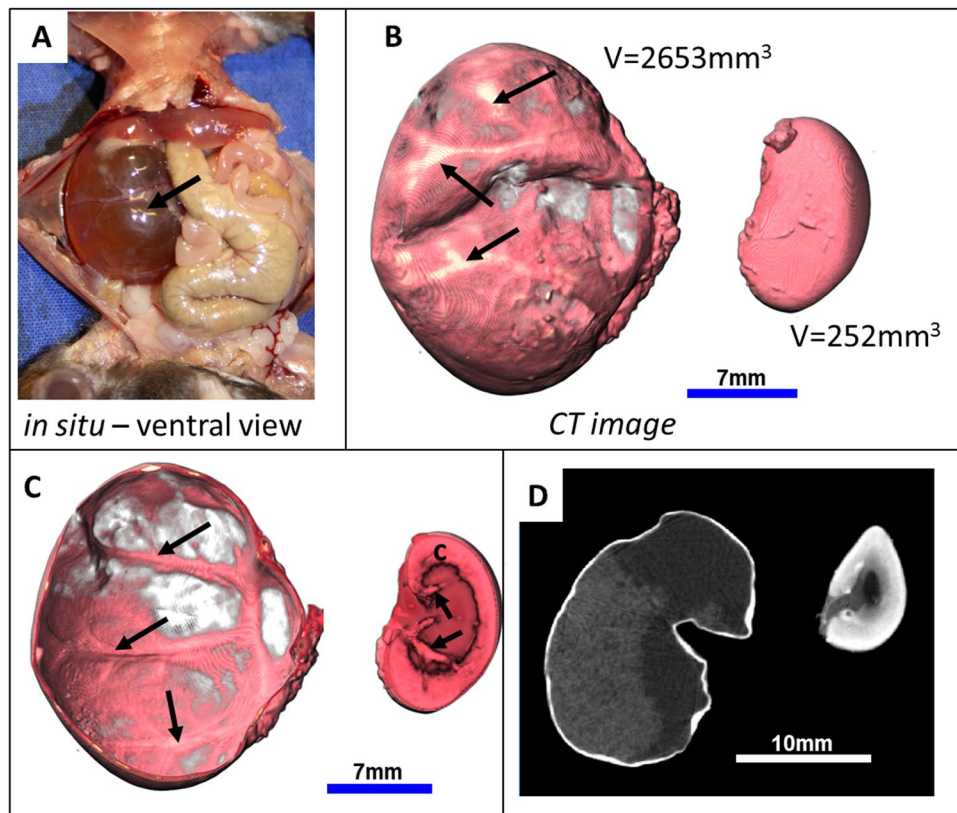 A
in situ – ventral view
B
V=2653mm³
V=252mm³
7mm
CT image
C
c
7mm
D
10mm